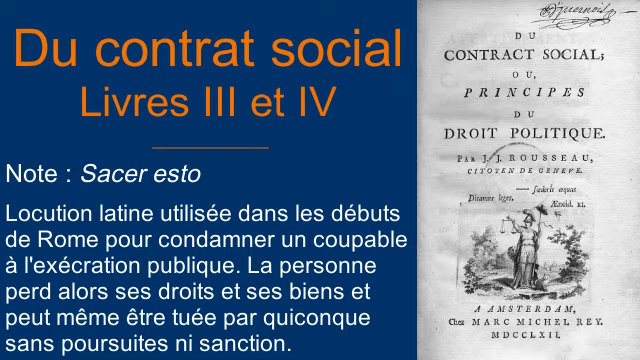 Du contrat social
Livres III et IV
Note : Sacer esto
Locution latine utilisée dans les débuts
de Rome pour condamner un coupable
à l'exécration publique. La personne
perd alors ses droits et ses biens et
peut même être tuée par quiconque
sans poursuites ni sanction.
DU
CONTRACT SOCIAL;
OU,
PRINCIPES
DU
DROIT POLITIQUE.
PAR J. J. ROUSSEAU,
CITOYEN DE GENEVE.
— fœderis æquas
Dicamus leges. Æneid. XI.
A AMSTERDAM,
Chez MARC MICHEL REY.
MDCCLXII.